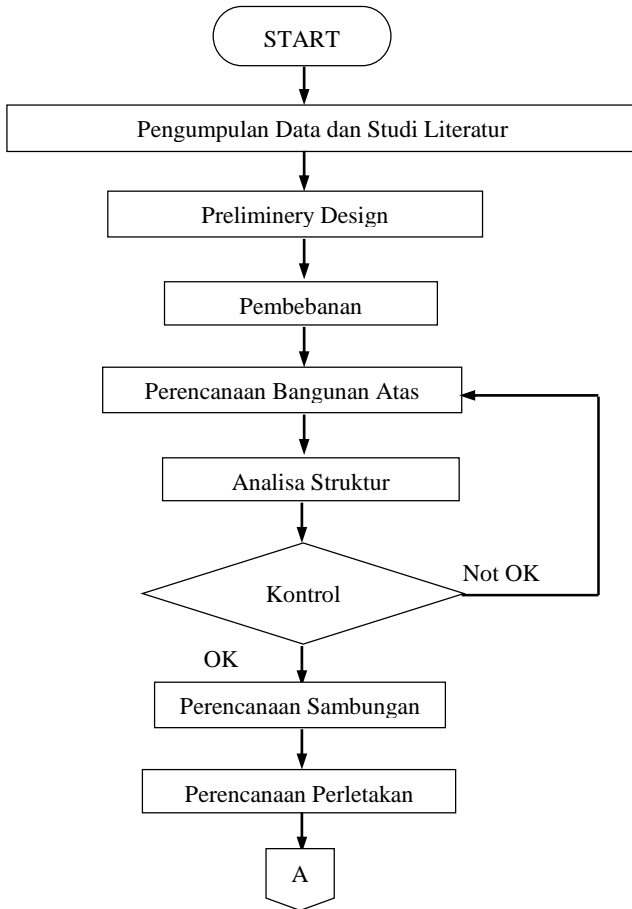 START
Pengumpulan Data dan Studi Literatur
Preliminery Design
Pembebanan
Perencanaan Bangunan Atas
Analisa Struktur
Kontrol
Not OK
OK
Perencanaan Sambungan
Perencanaan Perletakan
A